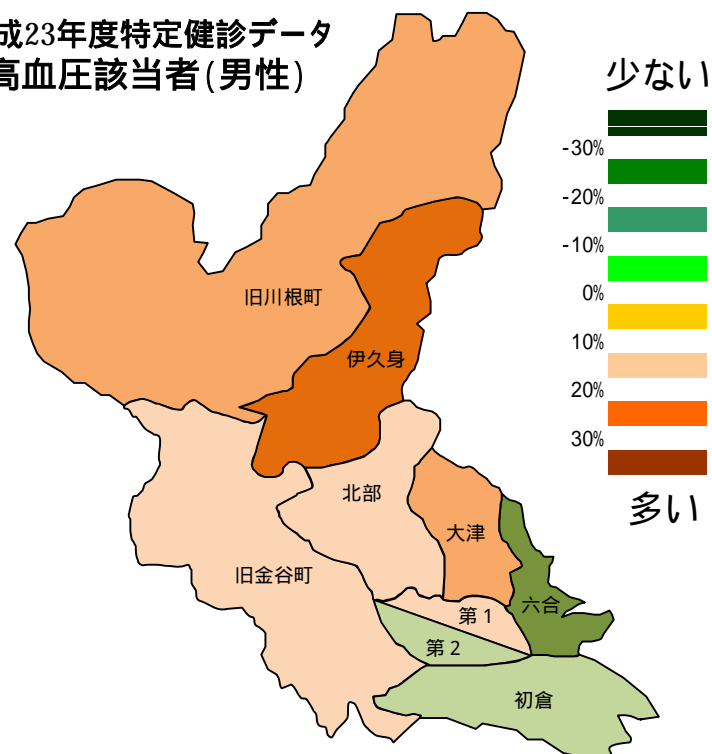 成23年度特定健診データ
高血圧該当者(男性)
少ない
-30%
-20%
-10%
0%
10%
20%
30%
多い
旧川根町
伊久身
北部
大津
旧金谷町
六合
第1
第2
初倉